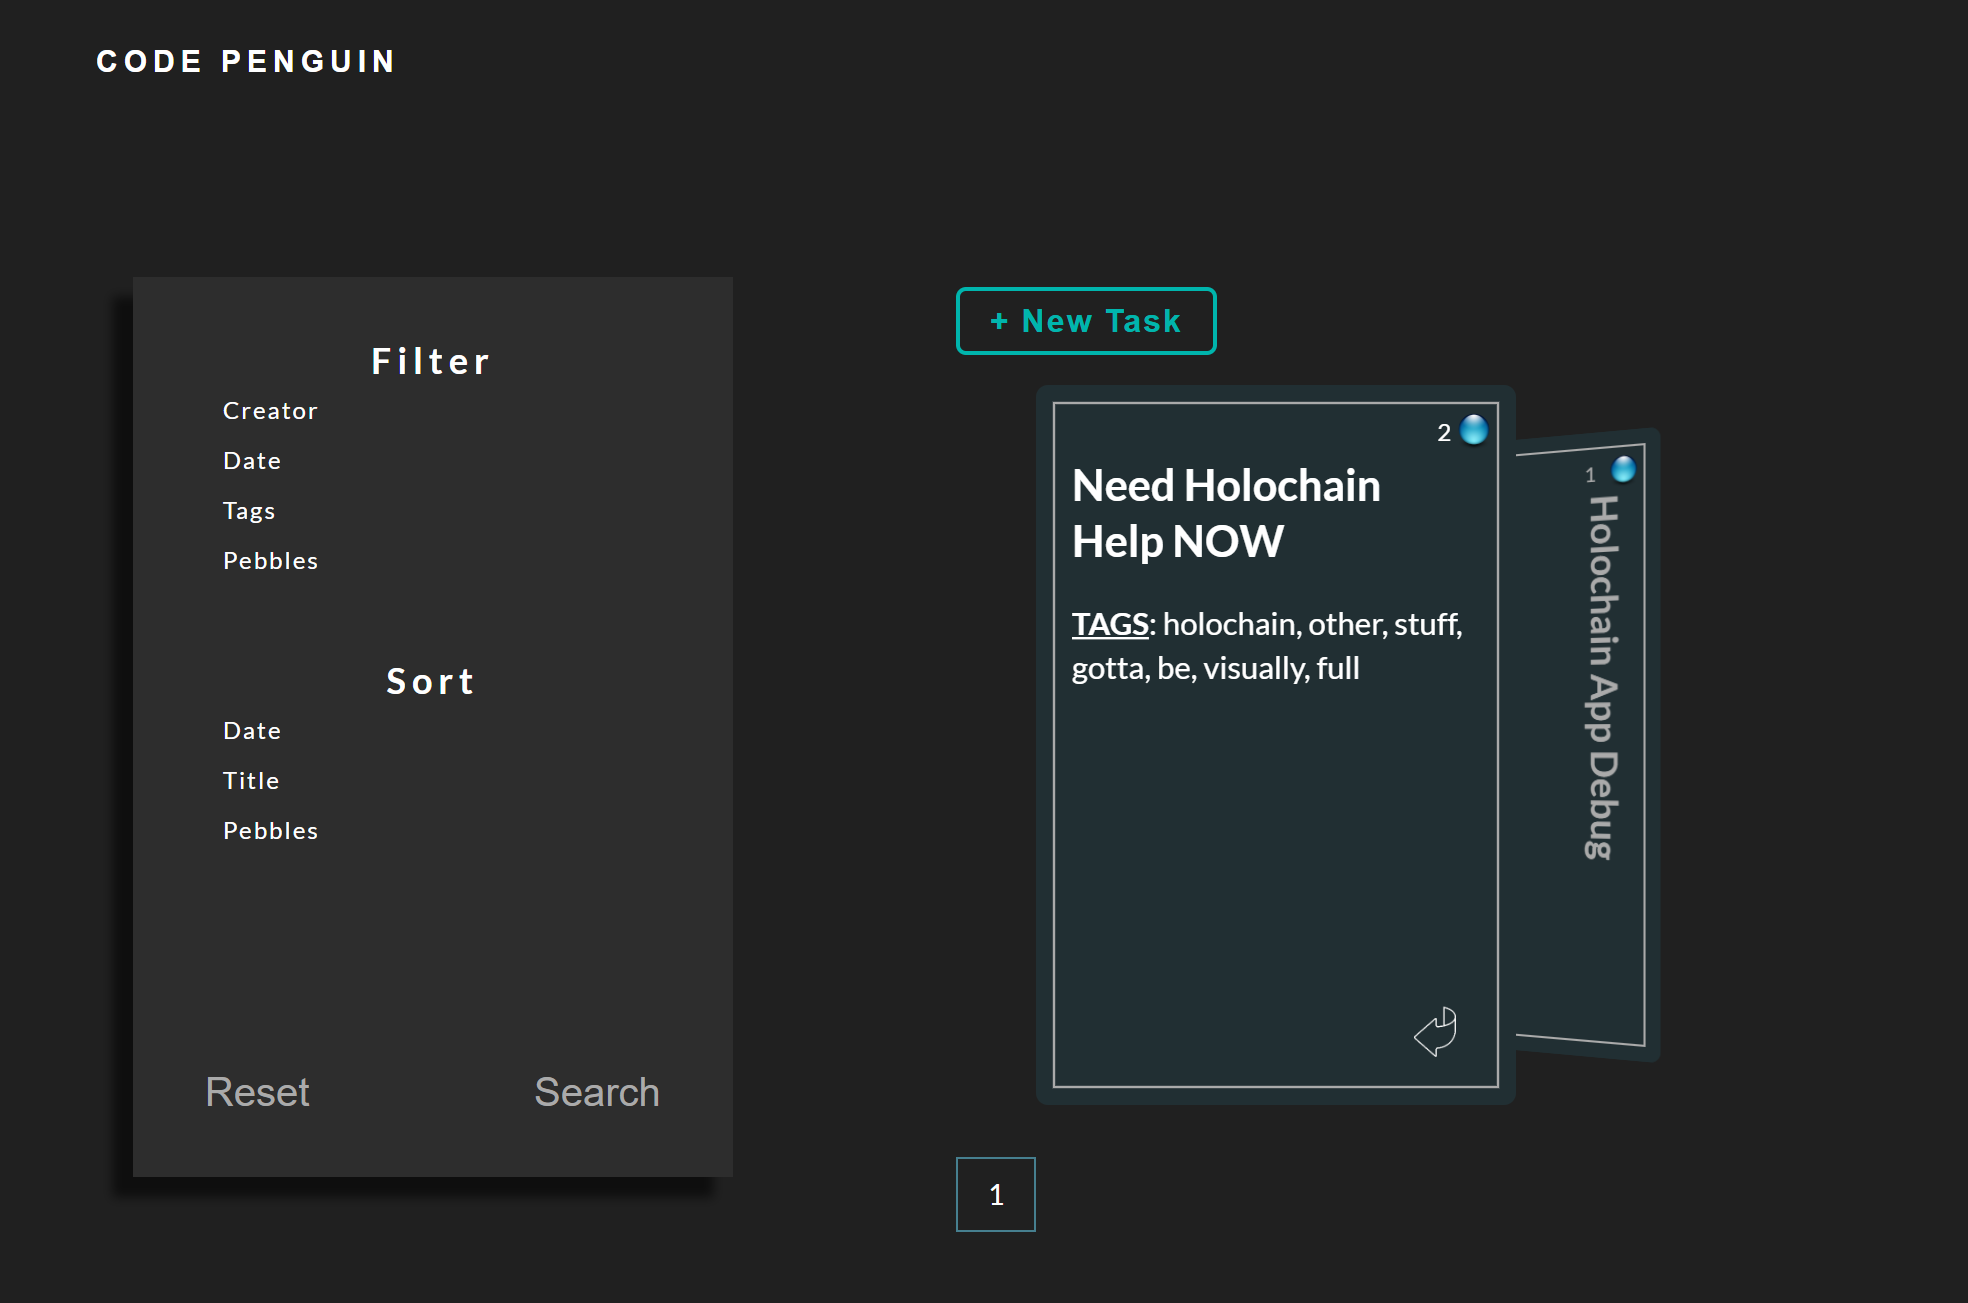 CODE PENGUIN
Filter
Creator
Date
Tags
Pebbles
Sort
Date
Title
Pebbles
Reset
Search
+ New Task
2
Need Holochain
Help NOW
TAGS: holochain, other, stuff,
gotta, be, visually, full
1
Holochain App Debug
1